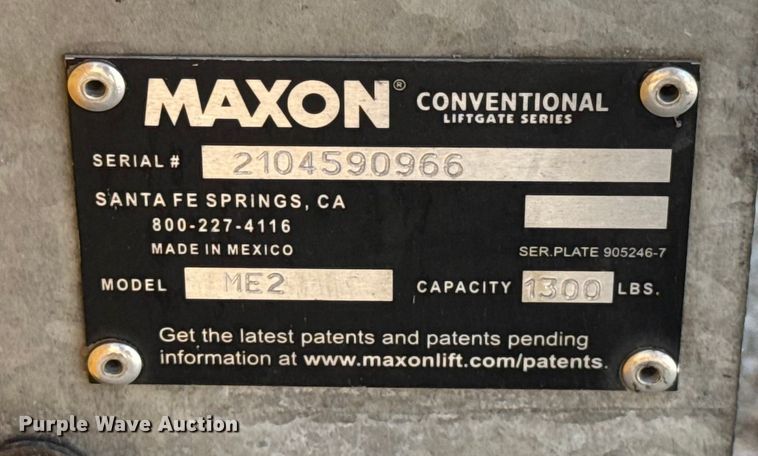 MAXON® CONVENTIONAL
LIFTGATE SERIES
SERIAL # 2104590966
SANTA FE SPRINGS, CA
800-227-4116
MADE IN MEXICO
SER.PLATE 905246-7
MODEL ME2 CAPACITY 1300 LBS.
Get the latest patents and patents pending
information at www.maxonlift.com/patents.
Purple Wave Auction